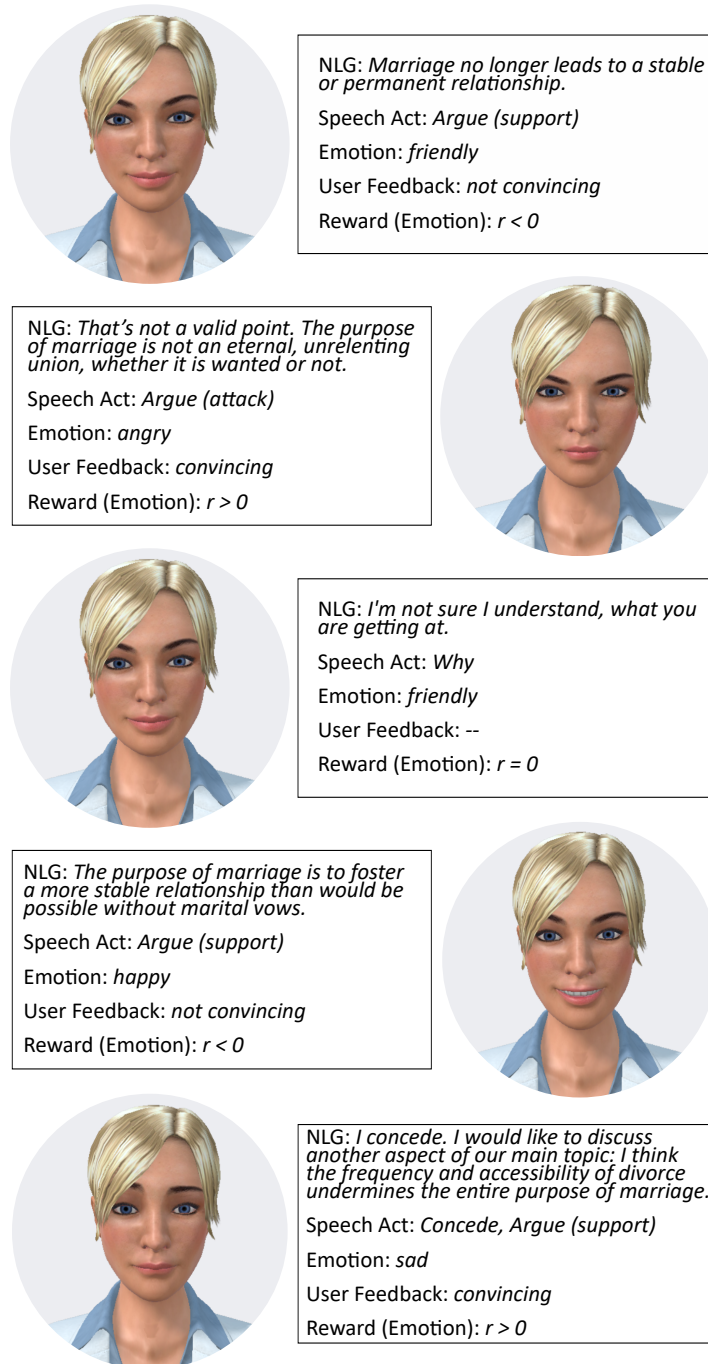 NLG: Marriage no longer leads to a stable
or permanent relationship.
Speech Act: Argue (support)
Emotion: friendly
User Feedback: not convincing
Reward (Emotion): r < 0
NLG: That's not a valid point. The purpose
of marriage is not an eternal, unrelenting
union, whether it is wanted or not.
Speech Act: Argue (attack)
Emotion: angry
User Feedback: convincing
Reward (Emotion): r > 0
NLG: I'm not sure I understand, what you
are getting at.
Speech Act: Why
Emotion: friendly
User Feedback: --
Reward (Emotion): r = 0
NLG: The purpose of marriage is to foster
a more stable relationship than would be
possible without marital vows.
Speech Act: Argue (support)
Emotion: happy
User Feedback: not convincing
Reward (Emotion): r < 0
NLG: I concede. I would like to discuss
another aspect of our main topic: I think
the frequency and accessibility of divorce
undermines the entire purpose of marriage.
Speech Act: Concede, Argue (support)
Emotion: sad
User Feedback: convincing
Reward (Emotion): r > 0